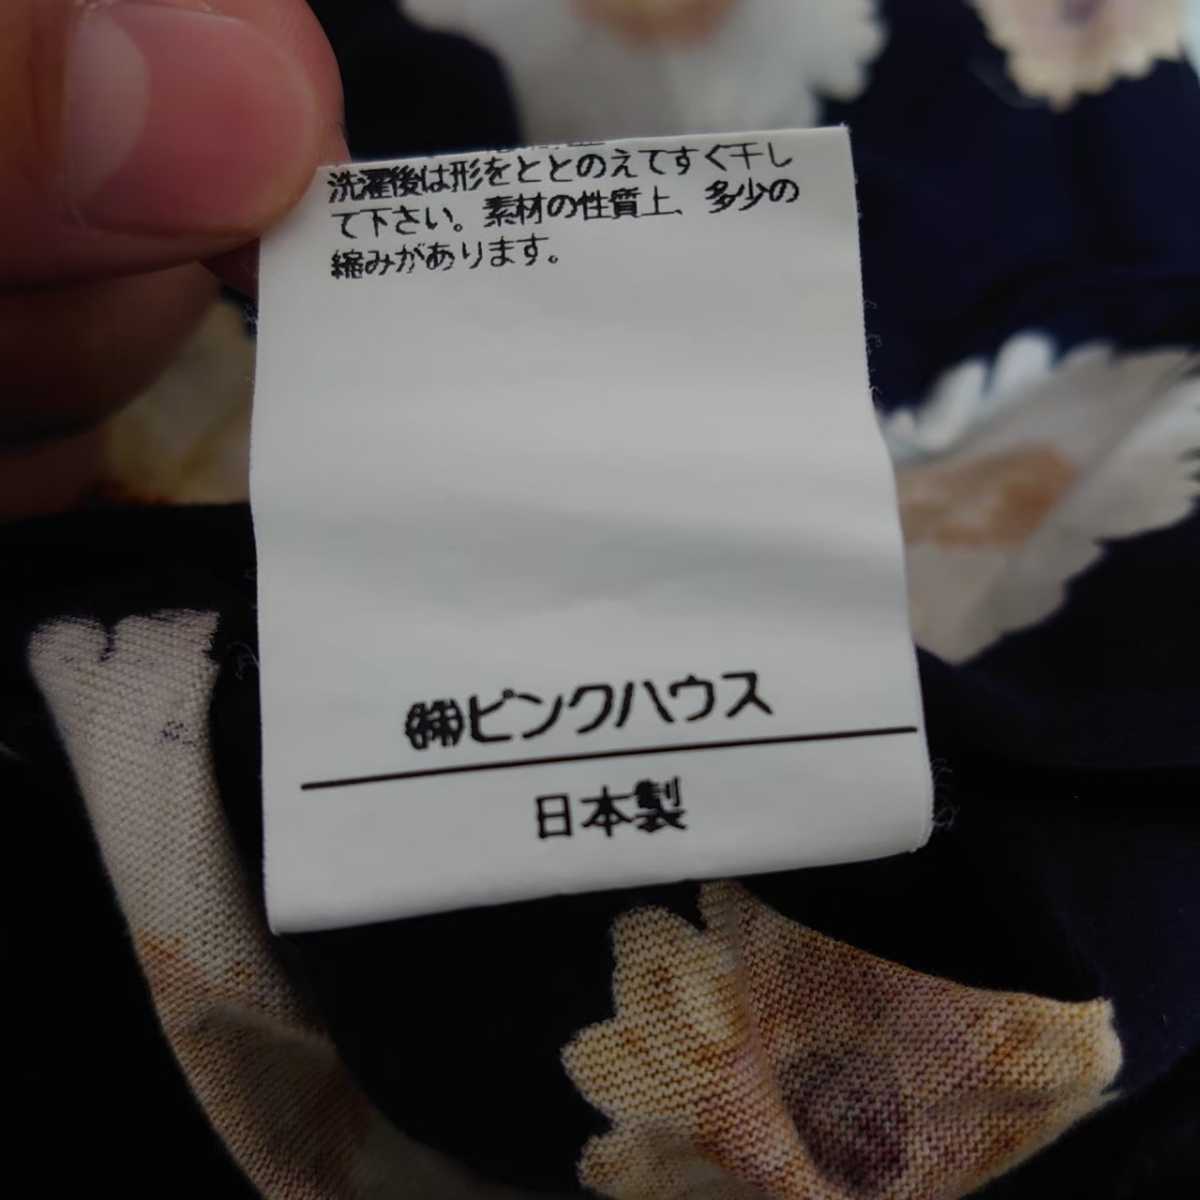 洗濯後は形をととのえてすぐ干し
て下さい。素材の性質上、多少の
縮みがあります。
㈱ピンクハウス
日本製